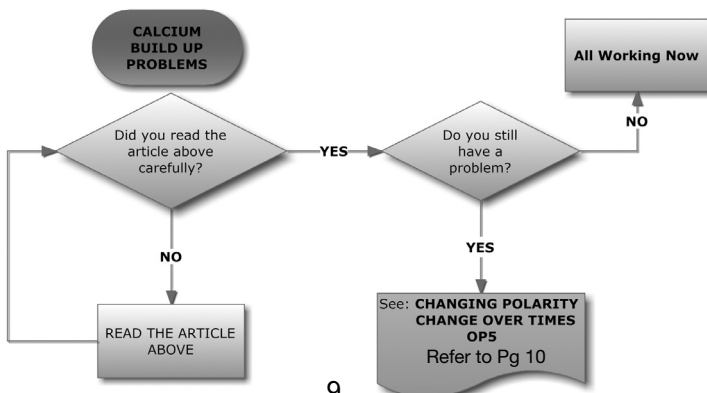 CALCIUM
BUILD UP
PROBLEMS
Did you read the
article above
carefully?
YES
Do you still
have a
problem?
NO
All Working Now
NO
READ THE ARTICLE
ABOVE
YES
See: CHANGING POLARITY
CHANGE OVER TIMES
OP5
Refer to Pg 10
9